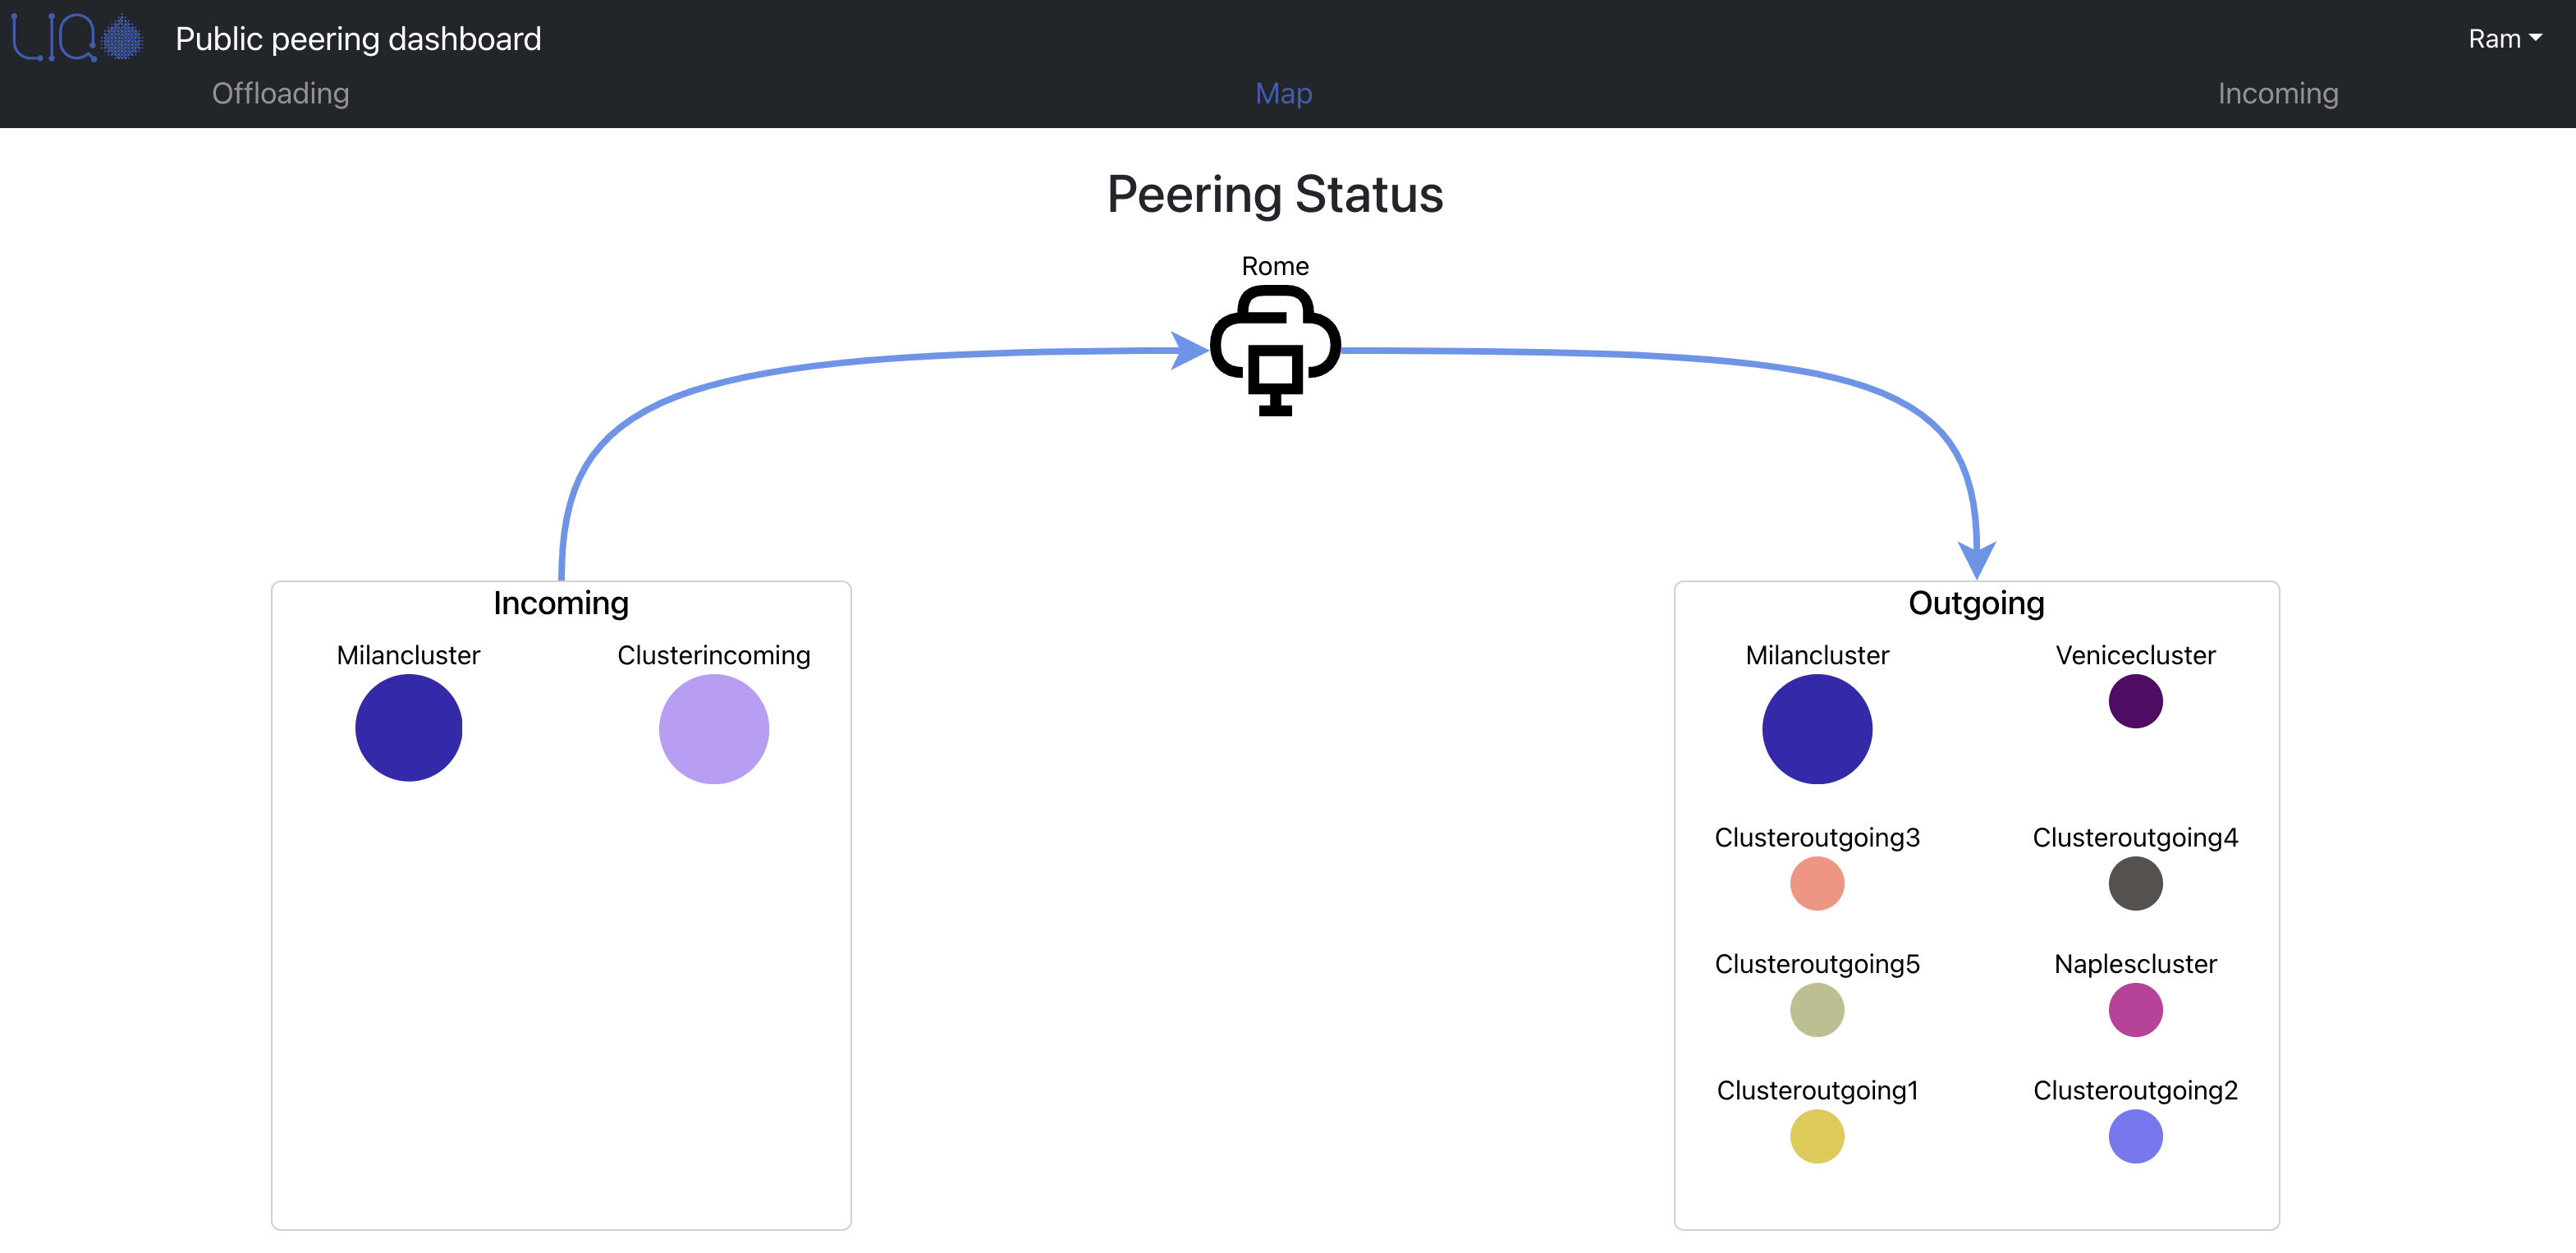 LIQO Public peering dashboard Ram
Offloading Map Incoming
Peering Status
Rome
Incoming
Milancluster Clusterincoming
Outgoing
Milancluster Venicecluster
Clusteroutgoing3 Clusteroutgoing4
Clusteroutgoing5 Naplescluster
Clusteroutgoing1 Clusteroutgoing2